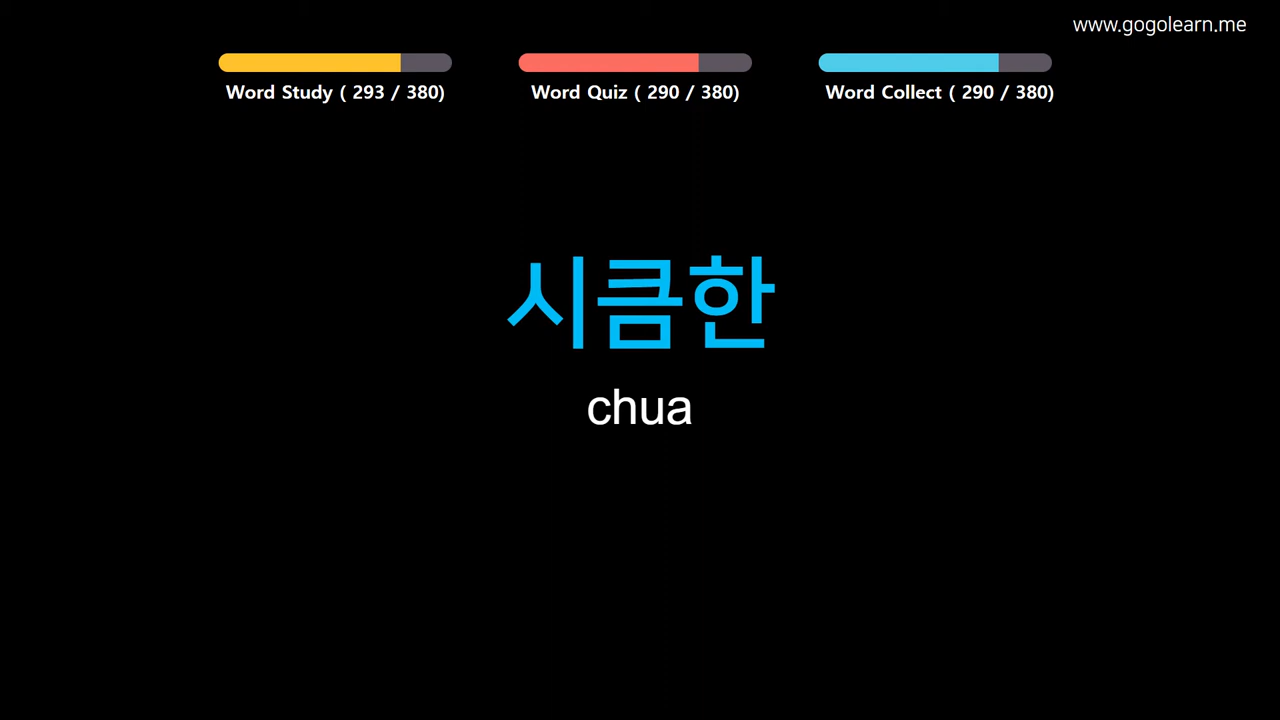 www.gogolearn.me
Word Study ( 293 / 380)
Word Quiz ( 290 / 380)
Word Collect ( 290 / 380)
시큼한
chua